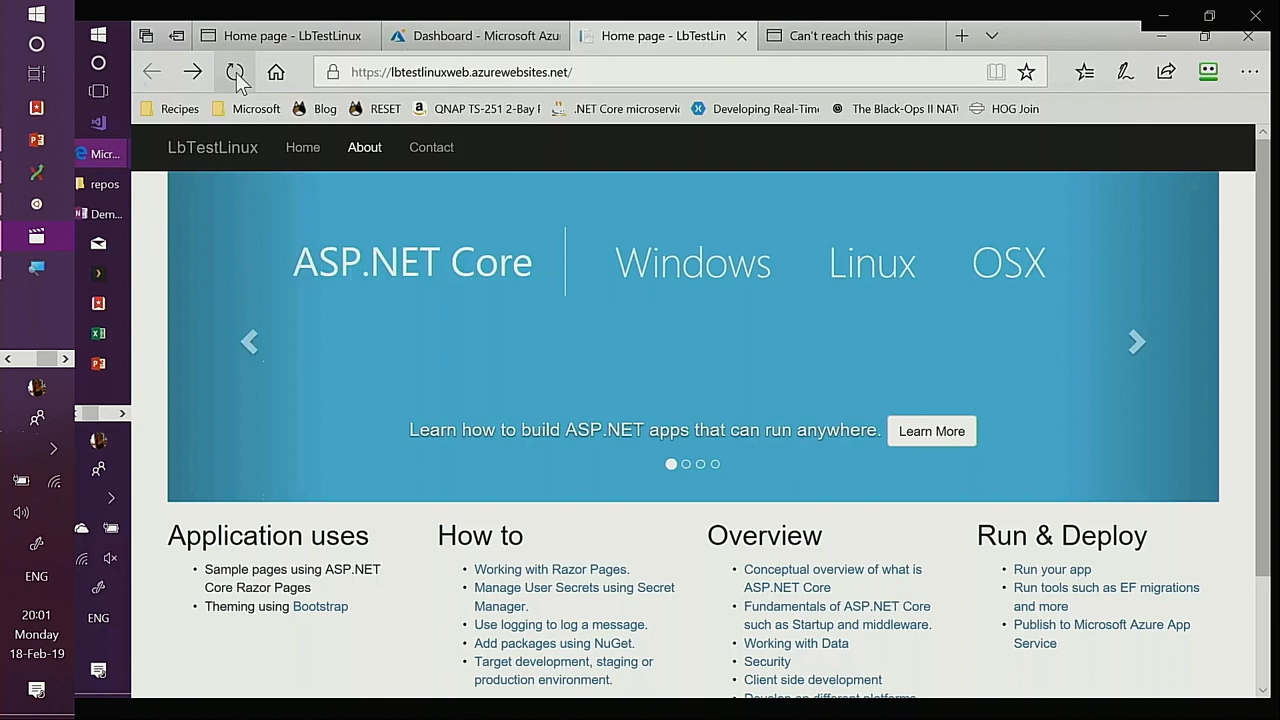 Home page - LbTestLinux
Dashboard - Microsoft Azu
Home page - LbTestLin
Can't reach this page
https://lbtestlinuxweb.azurewebsites.net/
Recipes
Microsoft
Blog
RESET
QNAP TS-251 2-Bay
.NET Core microservic
Developing Real-Time
The Black-Ops II NAT
HOG Join
LbTestLinux
Home
About
Contact
ASP.NET Core
Windows
Linux
OSX
Learn how to build ASP.NET apps that can run anywhere.
Learn More
Application uses
Sample pages using ASP.NET
Core Razor Pages
Theming using Bootstrap
How to
Working with Razor Pages.
Manage User Secrets using Secret
Manager.
Use logging to log a message.
Add packages using NuGet.
Target development, staging or
production environment.
Overview
Conceptual overview of what is
ASP.NET Core
Fundamentals of ASP.NET Core
such as Startup and middleware.
Working with Data
Security
Client side development
Develop on different platforms
Run & Deploy
Run your app
Run tools such as EF migrations
and more
Publish to Microsoft Azure App
Service
Micr...
repos
Dem...
ENG
ENG
20:01
Monday
18-Feb-19